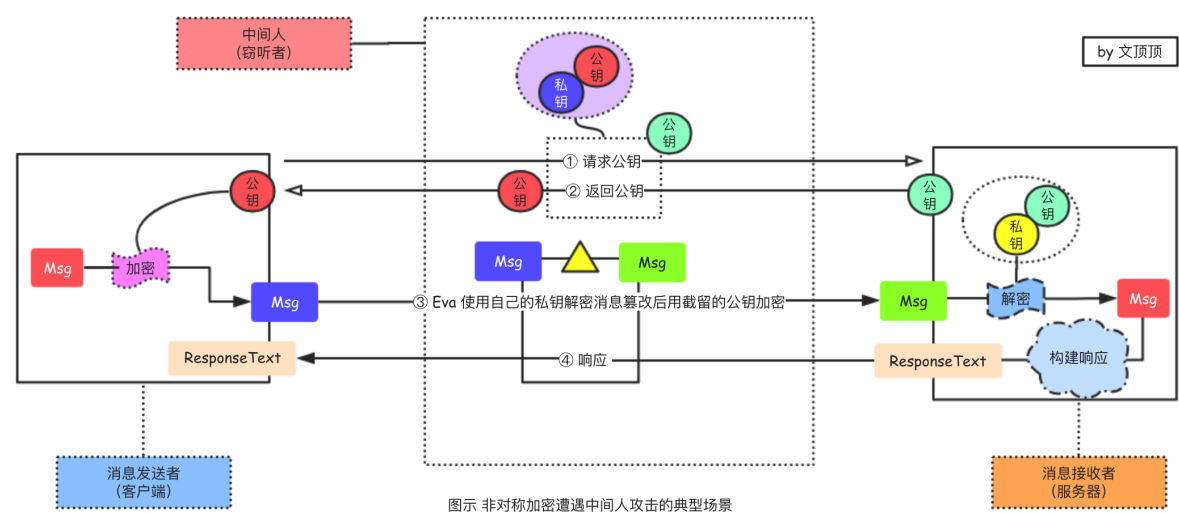 中间人
(窃听者)
by 文顶顶
公
钥
私
钥
公
钥
① 请求公钥
公
钥
公
钥
② 返回公钥
公
钥
公
钥
私
钥
Msg
加密
Msg
Msg
Msg
③ Eva 使用自己的私钥解密消息篡改后用截留的公钥加密
Msg
解密
Msg
ResponseText
④ 响应
ResponseText
构建响应
消息发送者
(客户端)
消息接收者
(服务器)
图示 非对称加密遭遇中间人攻击的典型场景